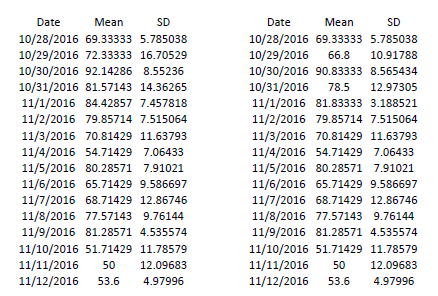 Date Mean SD Date Mean SD
10/28/2016 69.33333 5.785038 10/28/2016 69.33333 5.785038
10/29/2016 72.33333 16.70529 10/29/2016 66.8 10.91788
10/30/2016 92.14286 8.55236 10/30/2016 90.83333 8.565434
10/31/2016 81.57143 14.36265 10/31/2016 78.5 12.97305
11/1/2016 84.42857 7.457818 11/1/2016 81.83333 3.188521
11/2/2016 79.85714 7.515064 11/2/2016 79.85714 7.515064
11/3/2016 70.81429 11.63793 11/3/2016 70.81429 11.63793
11/4/2016 54.71429 7.06433 11/4/2016 54.71429 7.06433
11/5/2016 80.28571 7.91021 11/5/2016 80.28571 7.91021
11/6/2016 65.71429 9.586697 11/6/2016 65.71429 9.586697
11/7/2016 68.71429 12.86746 11/7/2016 68.71429 12.86746
11/8/2016 77.57143 9.76144 11/8/2016 77.57143 9.76144
11/9/2016 81.28571 4.535574 11/9/2016 81.28571 4.535574
11/10/2016 51.71429 11.78579 11/10/2016 51.71429 11.78579
11/11/2016 50 12.09683 11/11/2016 50 12.09683
11/12/2016 53.6 4.97996 11/12/2016 53.6 4.97996